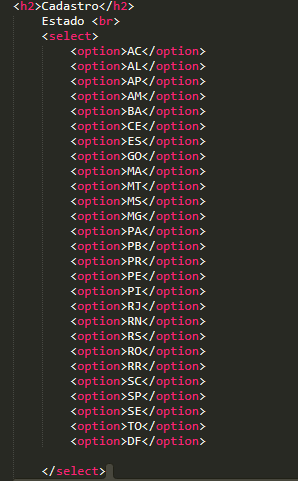 <h2>Cadastro</h2>
Estado <br>
<select>
<option>AC</option>
<option>AL</option>
<option>AP</option>
<option>AM</option>
<option>BA</option>
<option>CE</option>
<option>ES</option>
<option>GO</option>
<option>MA</option>
<option>MT</option>
<option>MS</option>
<option>MG</option>
<option>PA</option>
<option>PB</option>
<option>PR</option>
<option>PE</option>
<option>PI</option>
<option>RJ</option>
<option>RN</option>
<option>RS</option>
<option>RO</option>
<option>RR</option>
<option>SC</option>
<option>SP</option>
<option>SE</option>
<option>TO</option>
<option>DF</option>
</select>